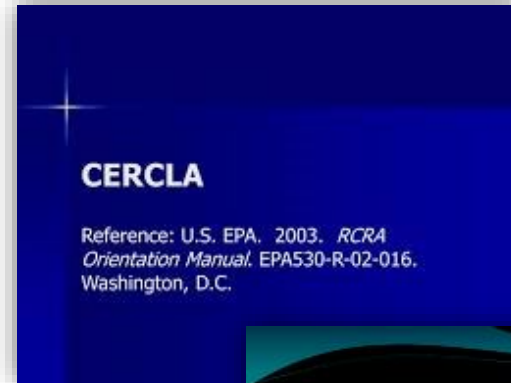 CERCLA
Reference: U.S. EPA. 2003. RCRA
Orientation Manual. EPA530-R-02-016.
Washington, D.C.